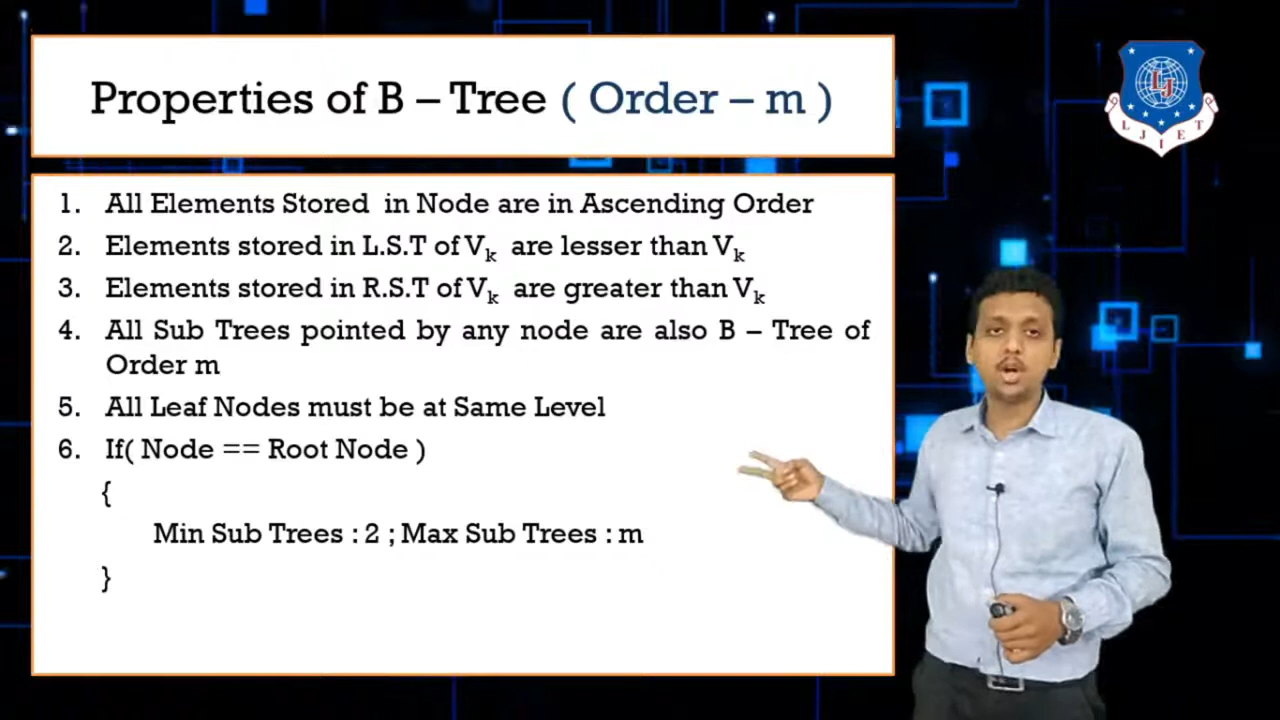 Properties of B – Tree ( Order – m )
1. All Elements Stored in Node are in Ascending Order
2. Elements stored in L.S.T of Vk are lesser than Vk
3. Elements stored in R.S.T of Vk are greater than Vk
4. All Sub Trees pointed by any node are also B – Tree of
Order m
5. All Leaf Nodes must be at Same Level
6. If( Node == Root Node )
{
Min Sub Trees : 2 ; Max Sub Trees : m
}
LJ
LJIET